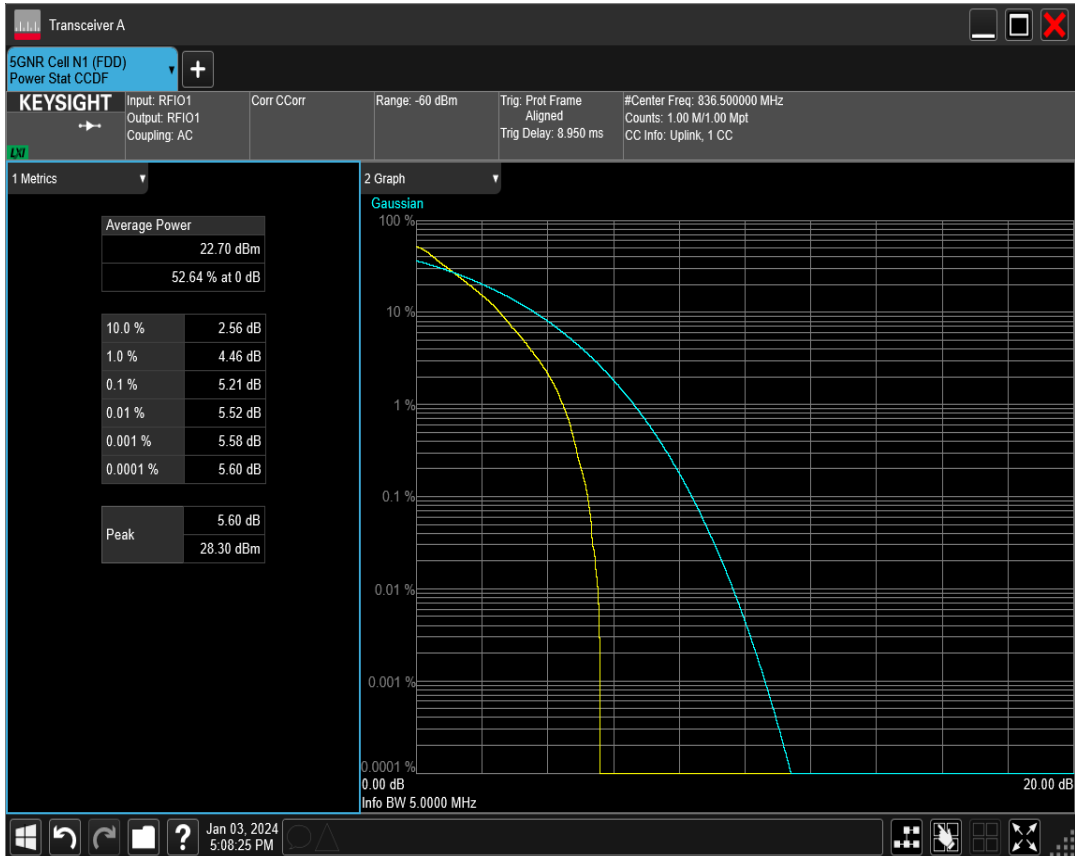 Transceiver A
5GNR Cell N1 (FDD)
Power Stat CCDF
+
KEYSIGHT
LXI
Input: RFIO1
Output: RFIO1
Coupling: AC
Corr CCorr
Range: -60 dBm
Trig: Prot Frame
Aligned
Trig Delay: 8.950 ms
#Center Freq: 836.500000 MHz
Counts: 1.00 M/1.00 Mpt
CC Info: Uplink, 1 CC
1 Metrics
Average Power
22.70 dBm
52.64 % at 0 dB
10.0 % 2.56 dB
1.0 % 4.46 dB
0.1 % 5.21 dB
0.01 % 5.52 dB
0.001 % 5.58 dB
0.0001 % 5.60 dB
Peak
5.60 dB
28.30 dBm
2 Graph
Gaussian
100 %
10 %
1 %
0.1 %
0.01 %
0.001 %
0.0001 %
0.00 dB 20.00 dB
Info BW 5.0000 MHz
?
Jan 03, 2024
5:08:25 PM